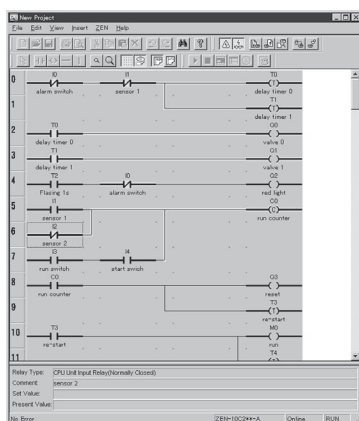 New Project
File Edit View Insert ZEN Help
0 I0 I1 T0
alarm switch sensor 1 delay timer 0
1 T1
delay timer 1
2 T0 Q0
delay timer 0 valve 0
3 T1 Q1
delay timer 1 valve 1
4 T2 I0 Q2
Flasing 1s alarm switch red light
5 I1 C0
sensor 1 run counter
6 I2
sensor 2
7 I3 I4
run switch start swich
8 C0 Q3
run counter reset
9 T3
re-start
10 T3 M0
re-start run
11 T4
Relay Type: CPU Unit Input Relay(Normally Closed)
Comment: sensor 2
Set Value:
Present Value:
No Error ZEN-10C2**-A Online RUN